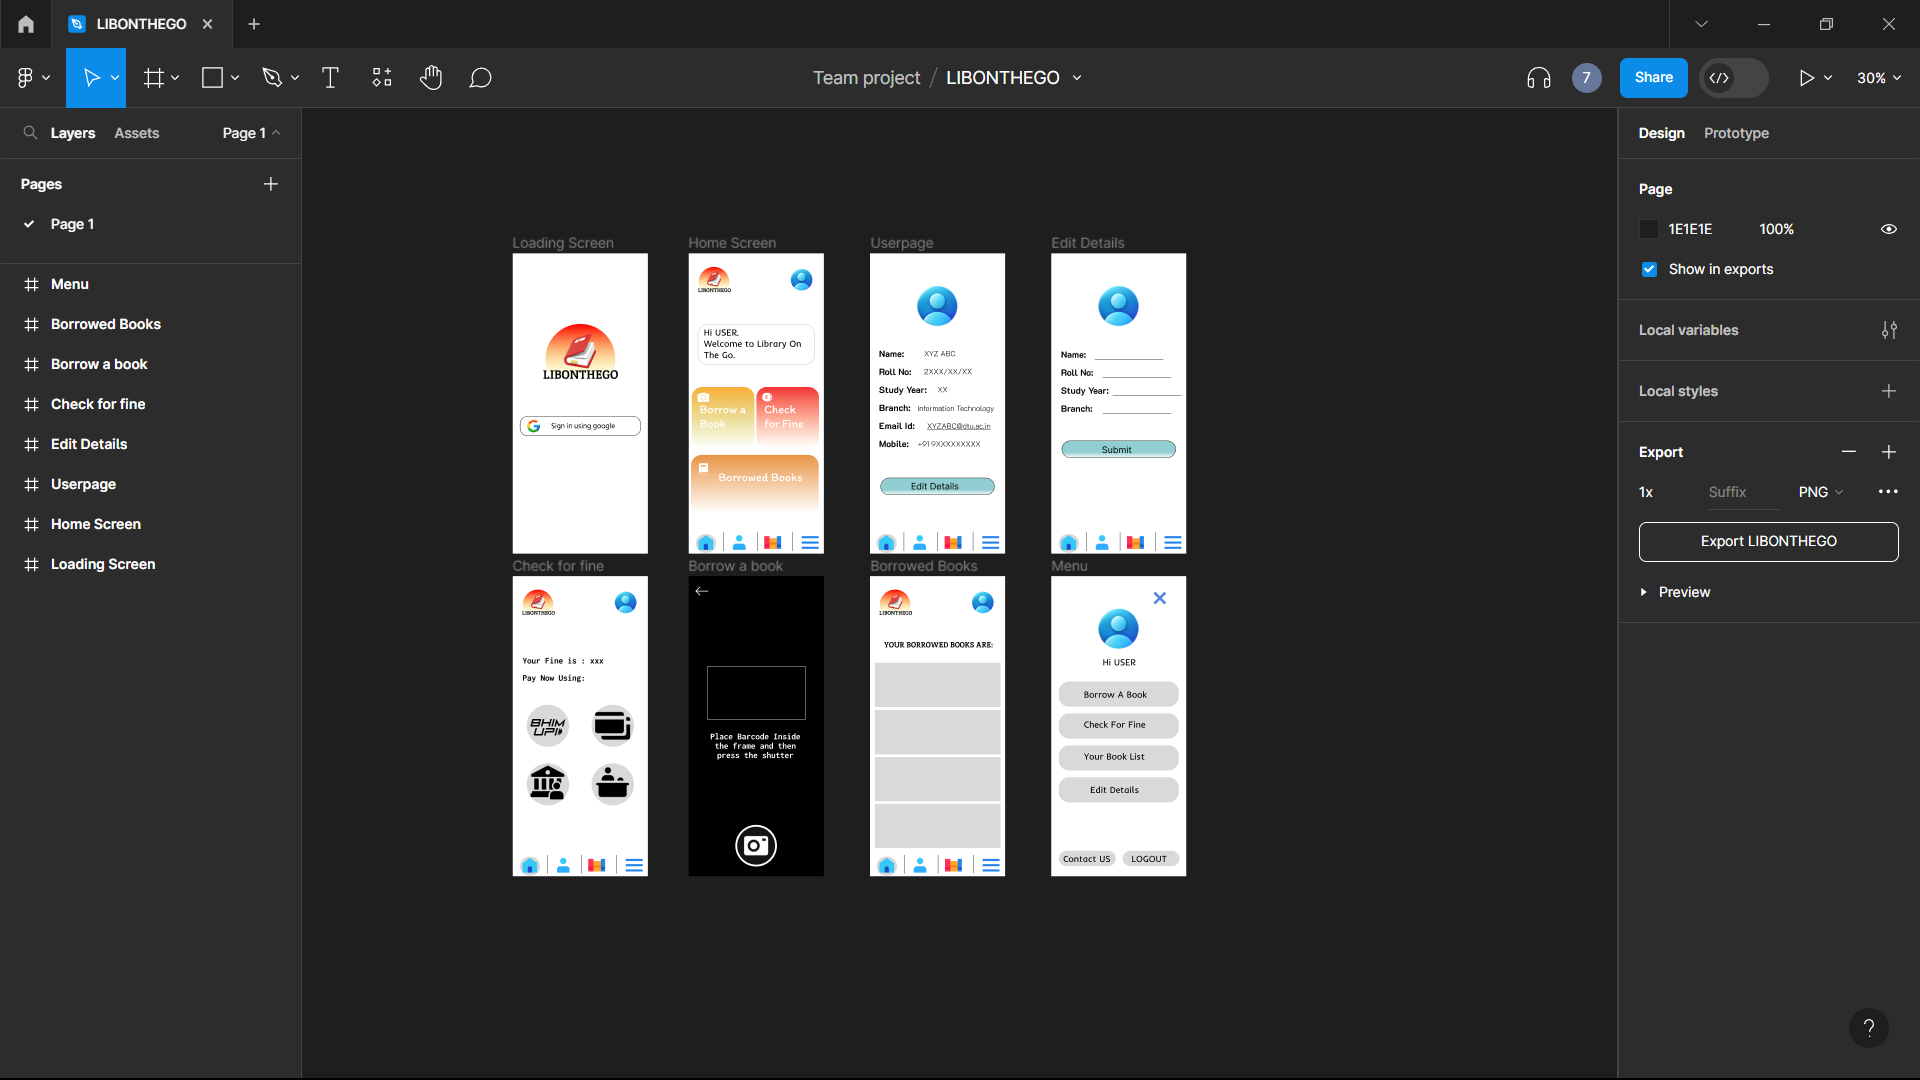 LIBONTHEGO
Team project / LIBONTHEGO
7
Share
30%
Layers
Assets
Page 1
Pages
Page 1
Menu
Borrowed Books
Borrow a book
Check for fine
Edit Details
Userpage
Home Screen
Loading Screen
Loading Screen
LIBONTHEGO
Sign in using google
Home Screen
LIBONTHEGO
Hi USER.
Welcome to Library On
The Go.
Borrow a
Book
Check
for Fine
Borrowed Books
Userpage
Name: XYZ ABC
Roll No: 2XXX/XX/XX
Study Year: XX
Branch: Information Technology
Email Id: XYZABC@dtu.ac.in
Mobile: +919XXXXXXXXX
Edit Details
Edit Details
Name:
Roll No:
Study Year:
Branch:
Submit
Check for fine
LIBONTHEGO
Your Fine is : xxx
Pay Now Using:
BHIM
UPI
Borrow a book
Place Barcode Inside
the frame and then
press the shutter
Borrowed Books
LIBONTHEGO
YOUR BORROWED BOOKS ARE:
Menu
Hi USER
Borrow A Book
Check For Fine
Your Book List
Edit Details
Contact US
LOGOUT
Design
Prototype
Page
1E1E1E
100%
Show in exports
Local variables
Local styles
Export
1x
Suffix
PNG
Export LIBONTHEGO
Preview
?